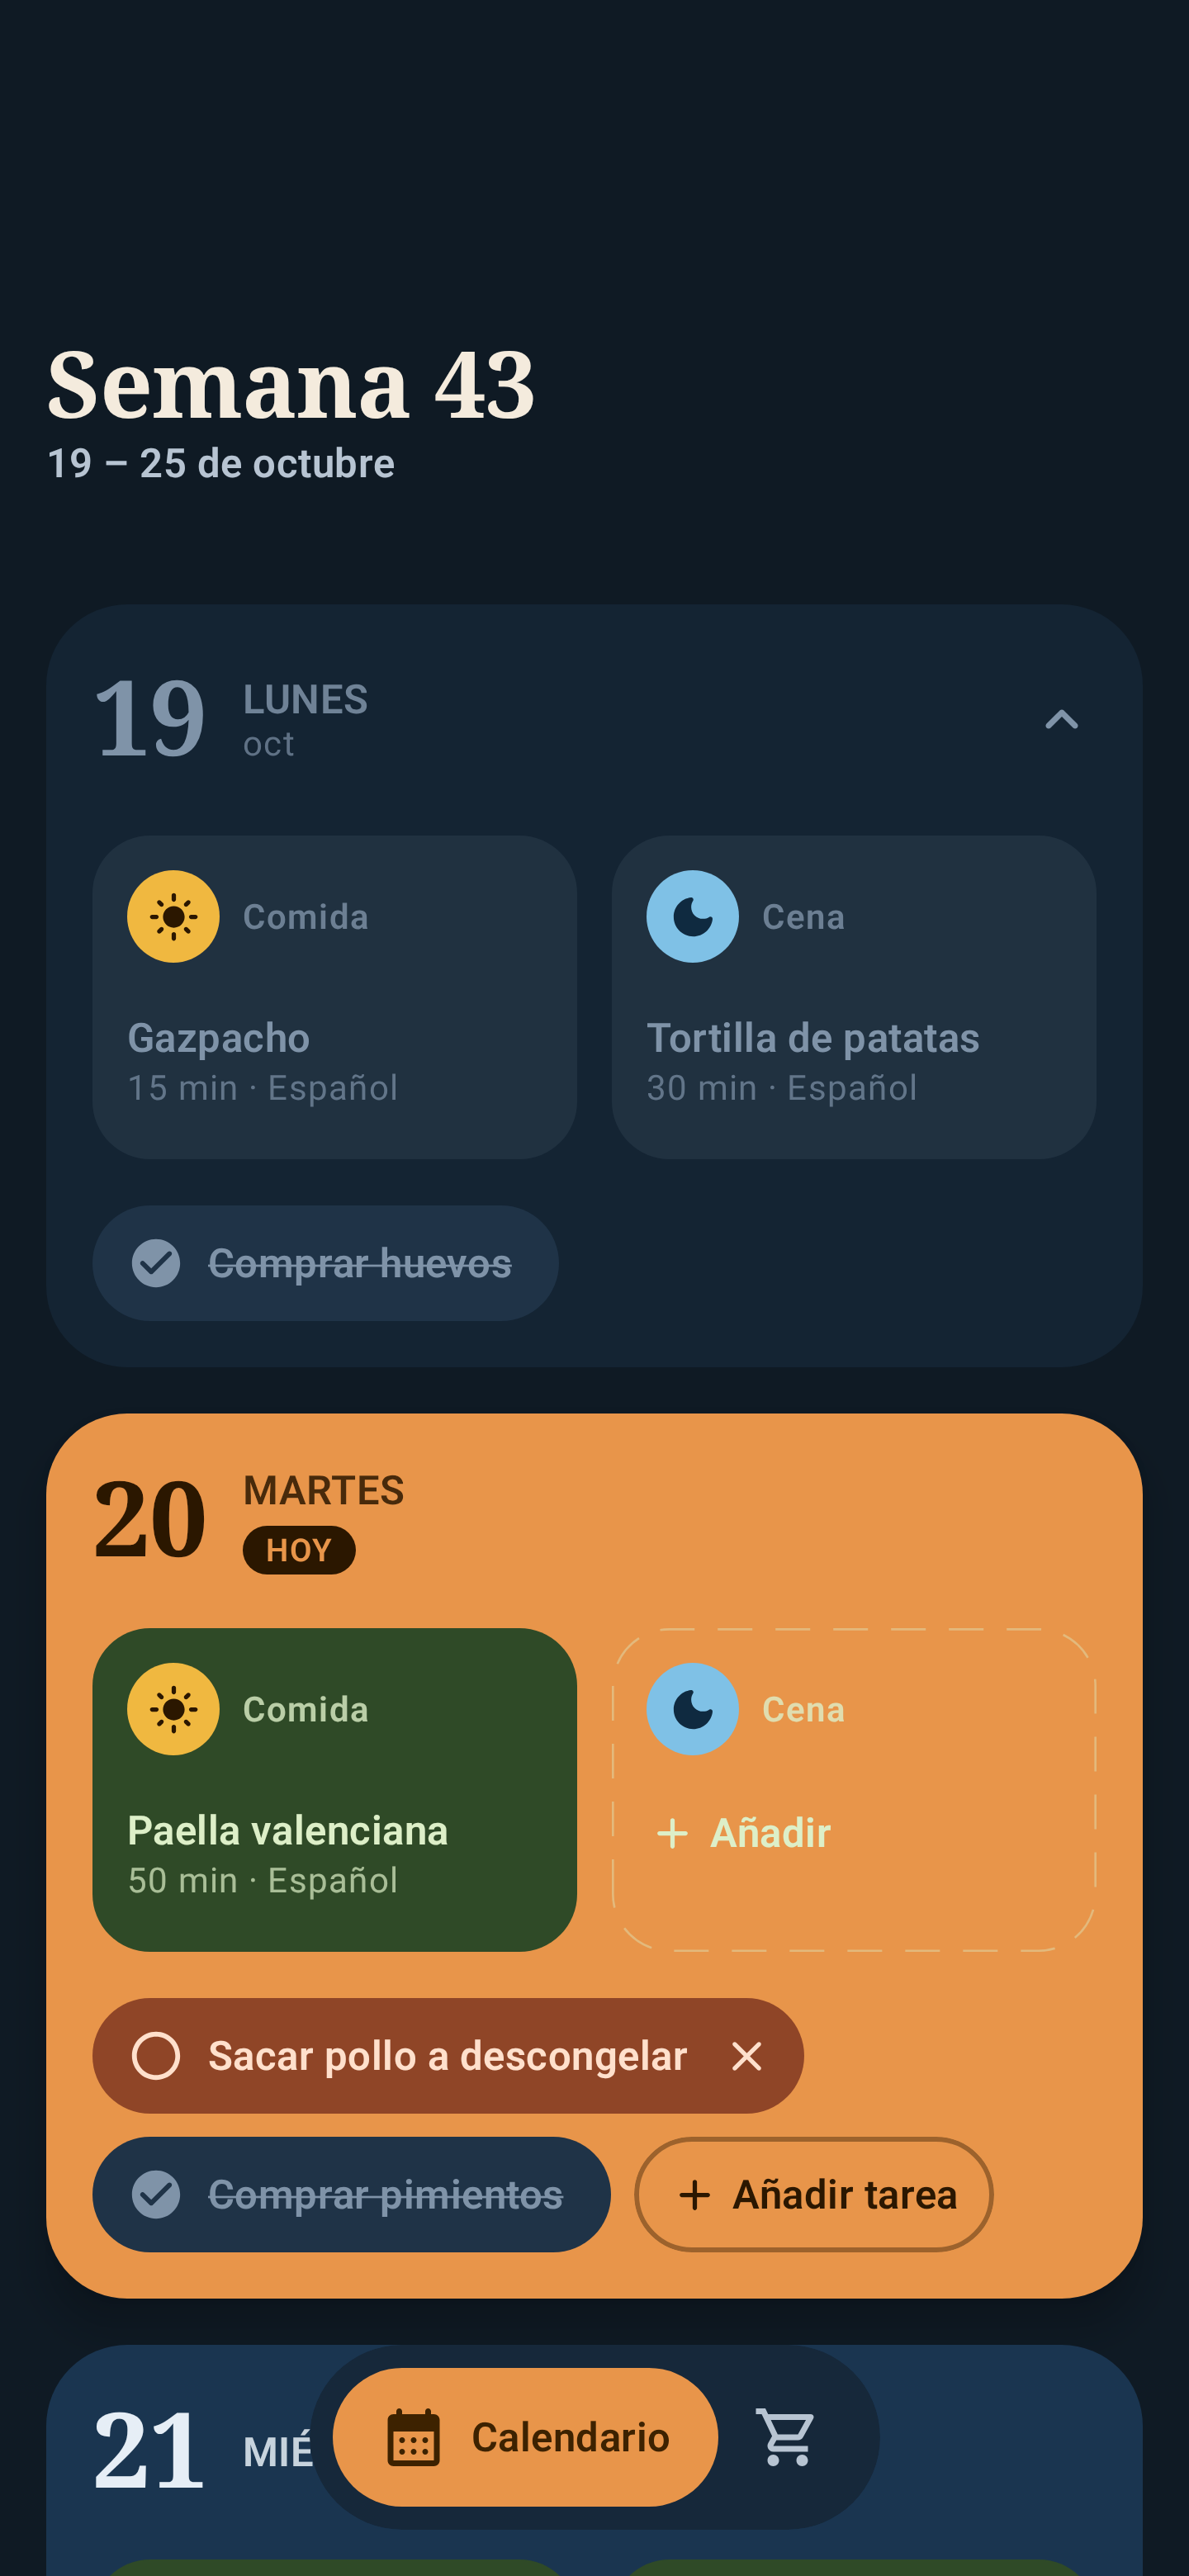 Semana 43
19 – 25 de octubre
19
LUNES
oct
Comida
Cena
Gazpacho
15 min · Español
Tortilla de patatas
30 min · Español
Comprar huevos
20
MARTES
HOY
Comida
Cena
Paella valenciana
50 min · Español
Añadir
Sacar pollo a descongelar
Comprar pimientos
Añadir tarea
21
MIÉ
Calendario